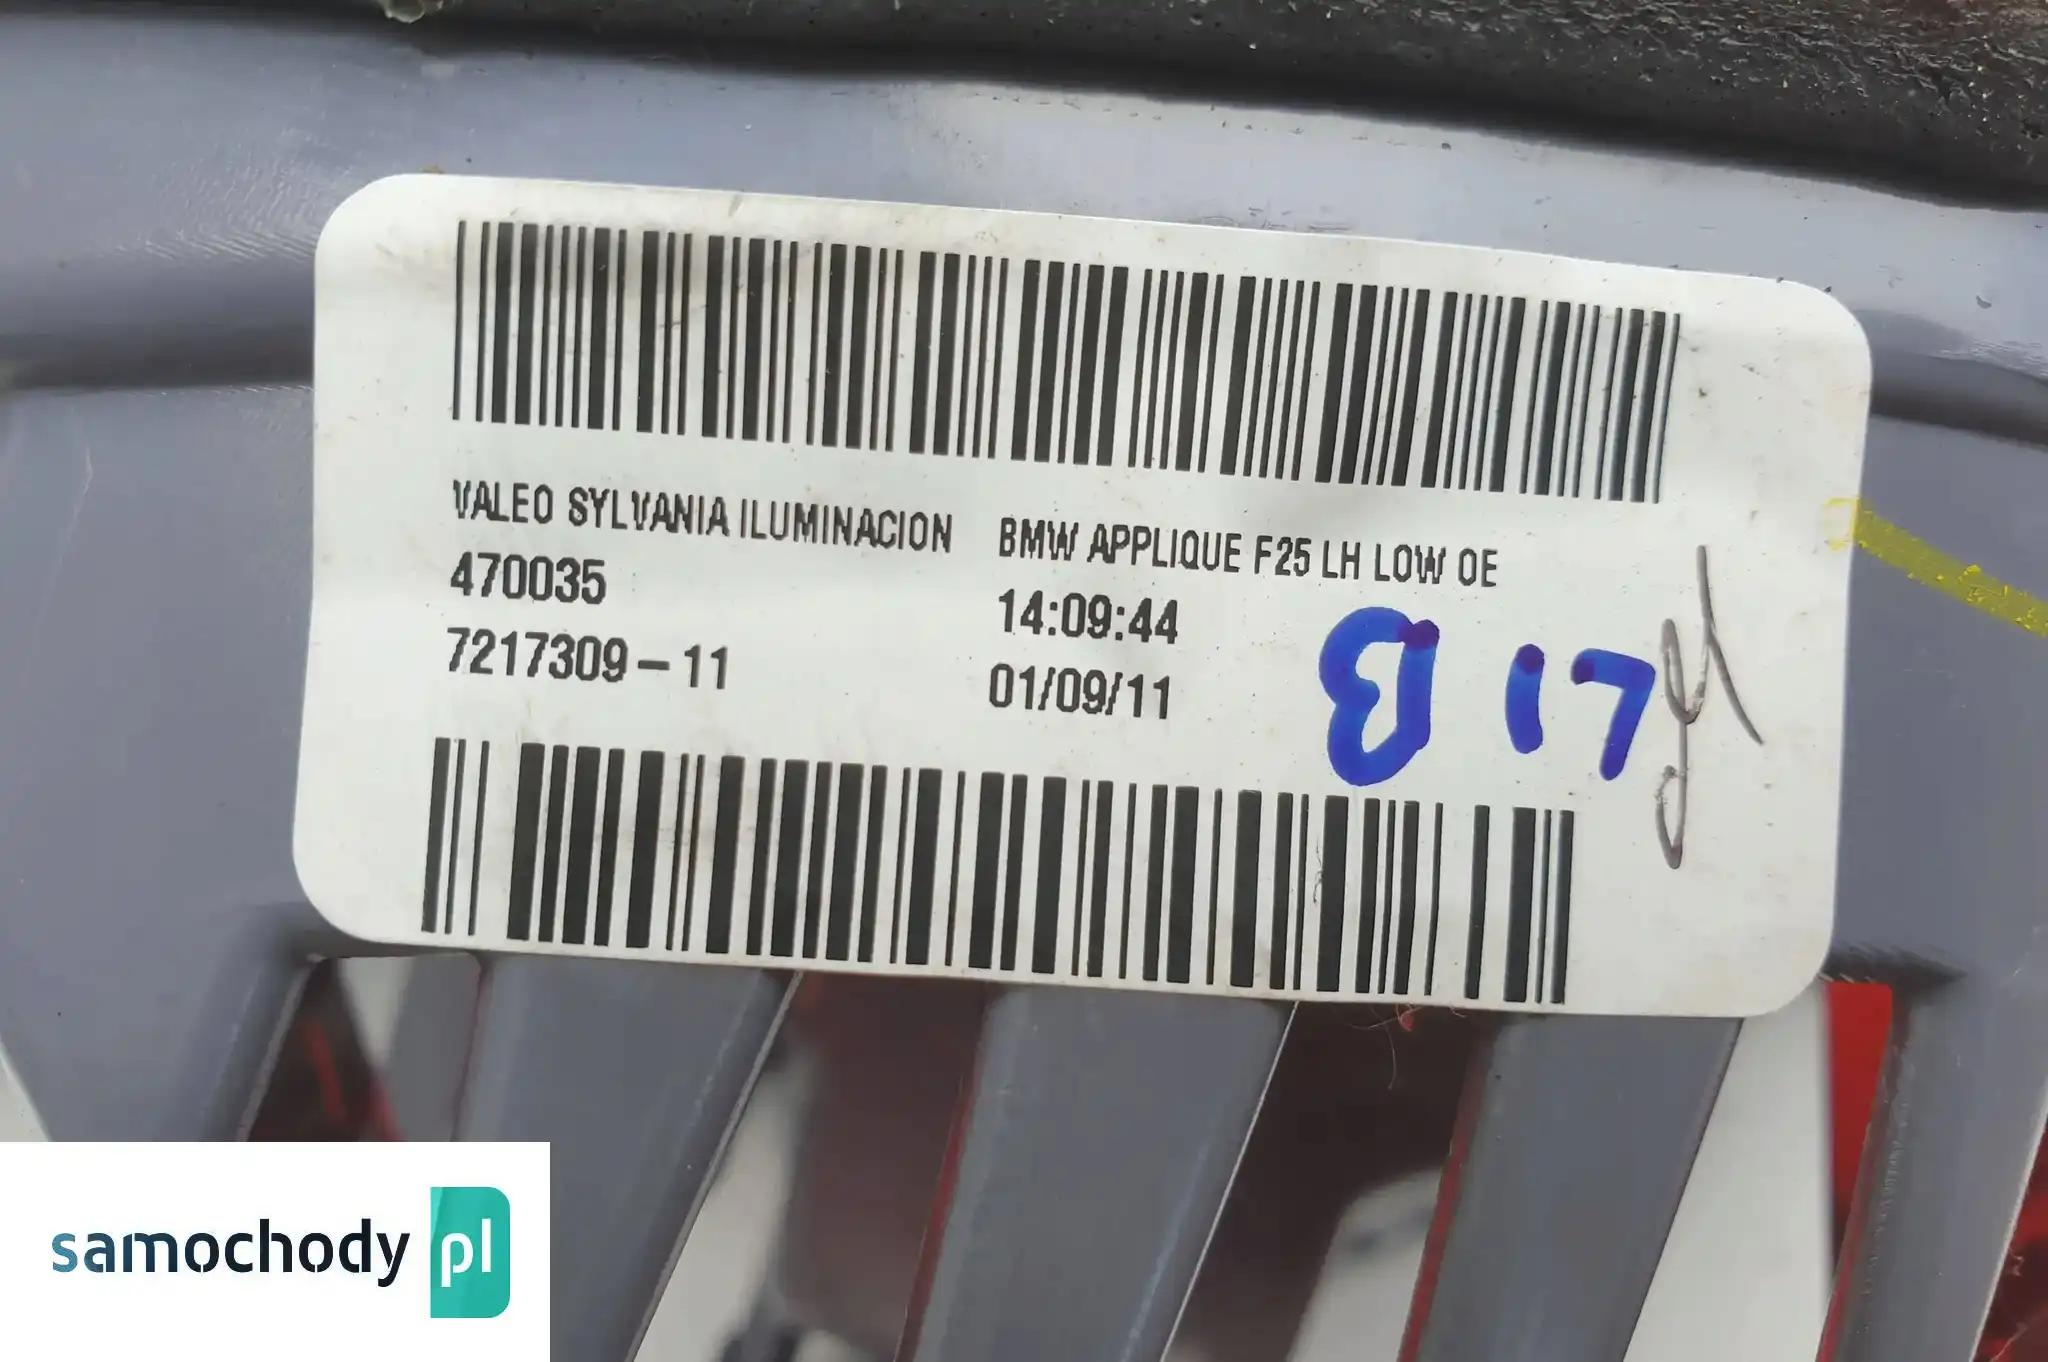 VALEO SYLVANIA ILUMINACION BMW APPLIQUE F25 LH LOW OE
470035 14:09:44
7217309-11 01/09/11
17
samochody pl